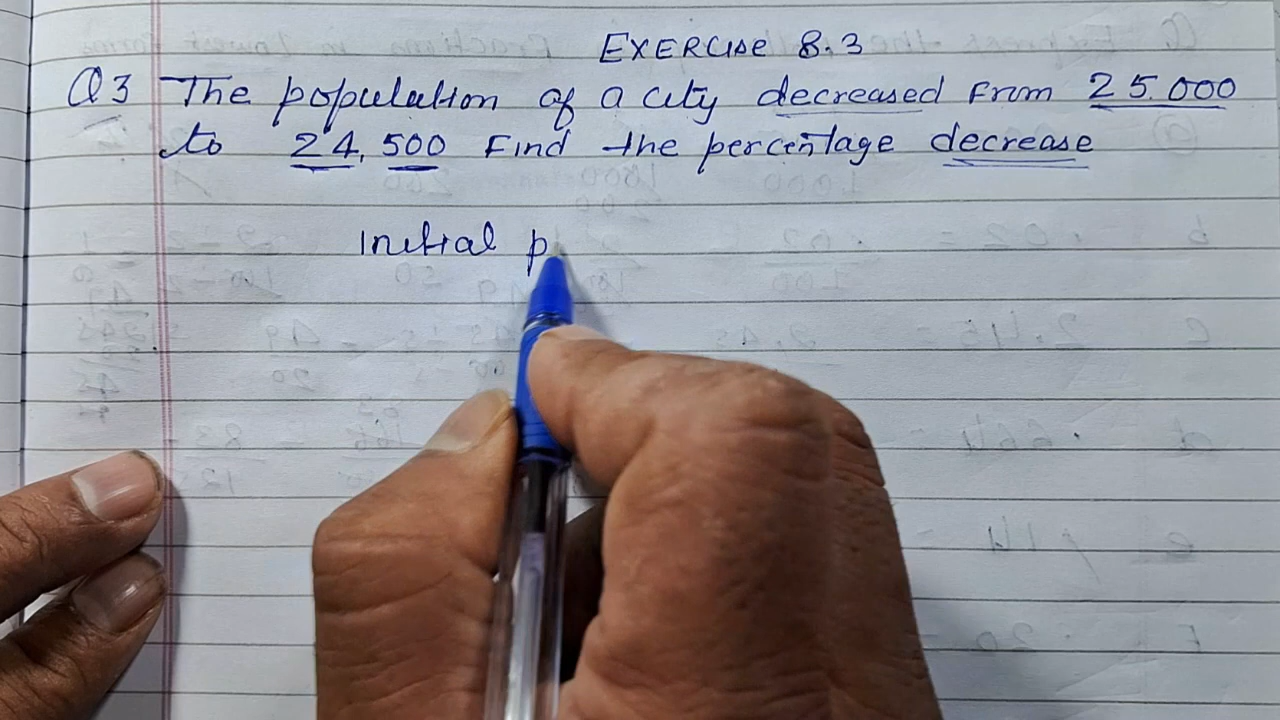 EXERCISE 8.3
Q3 The population of a city decreased From 25.000
to 24,500 Find the percentage decrease
Initial p